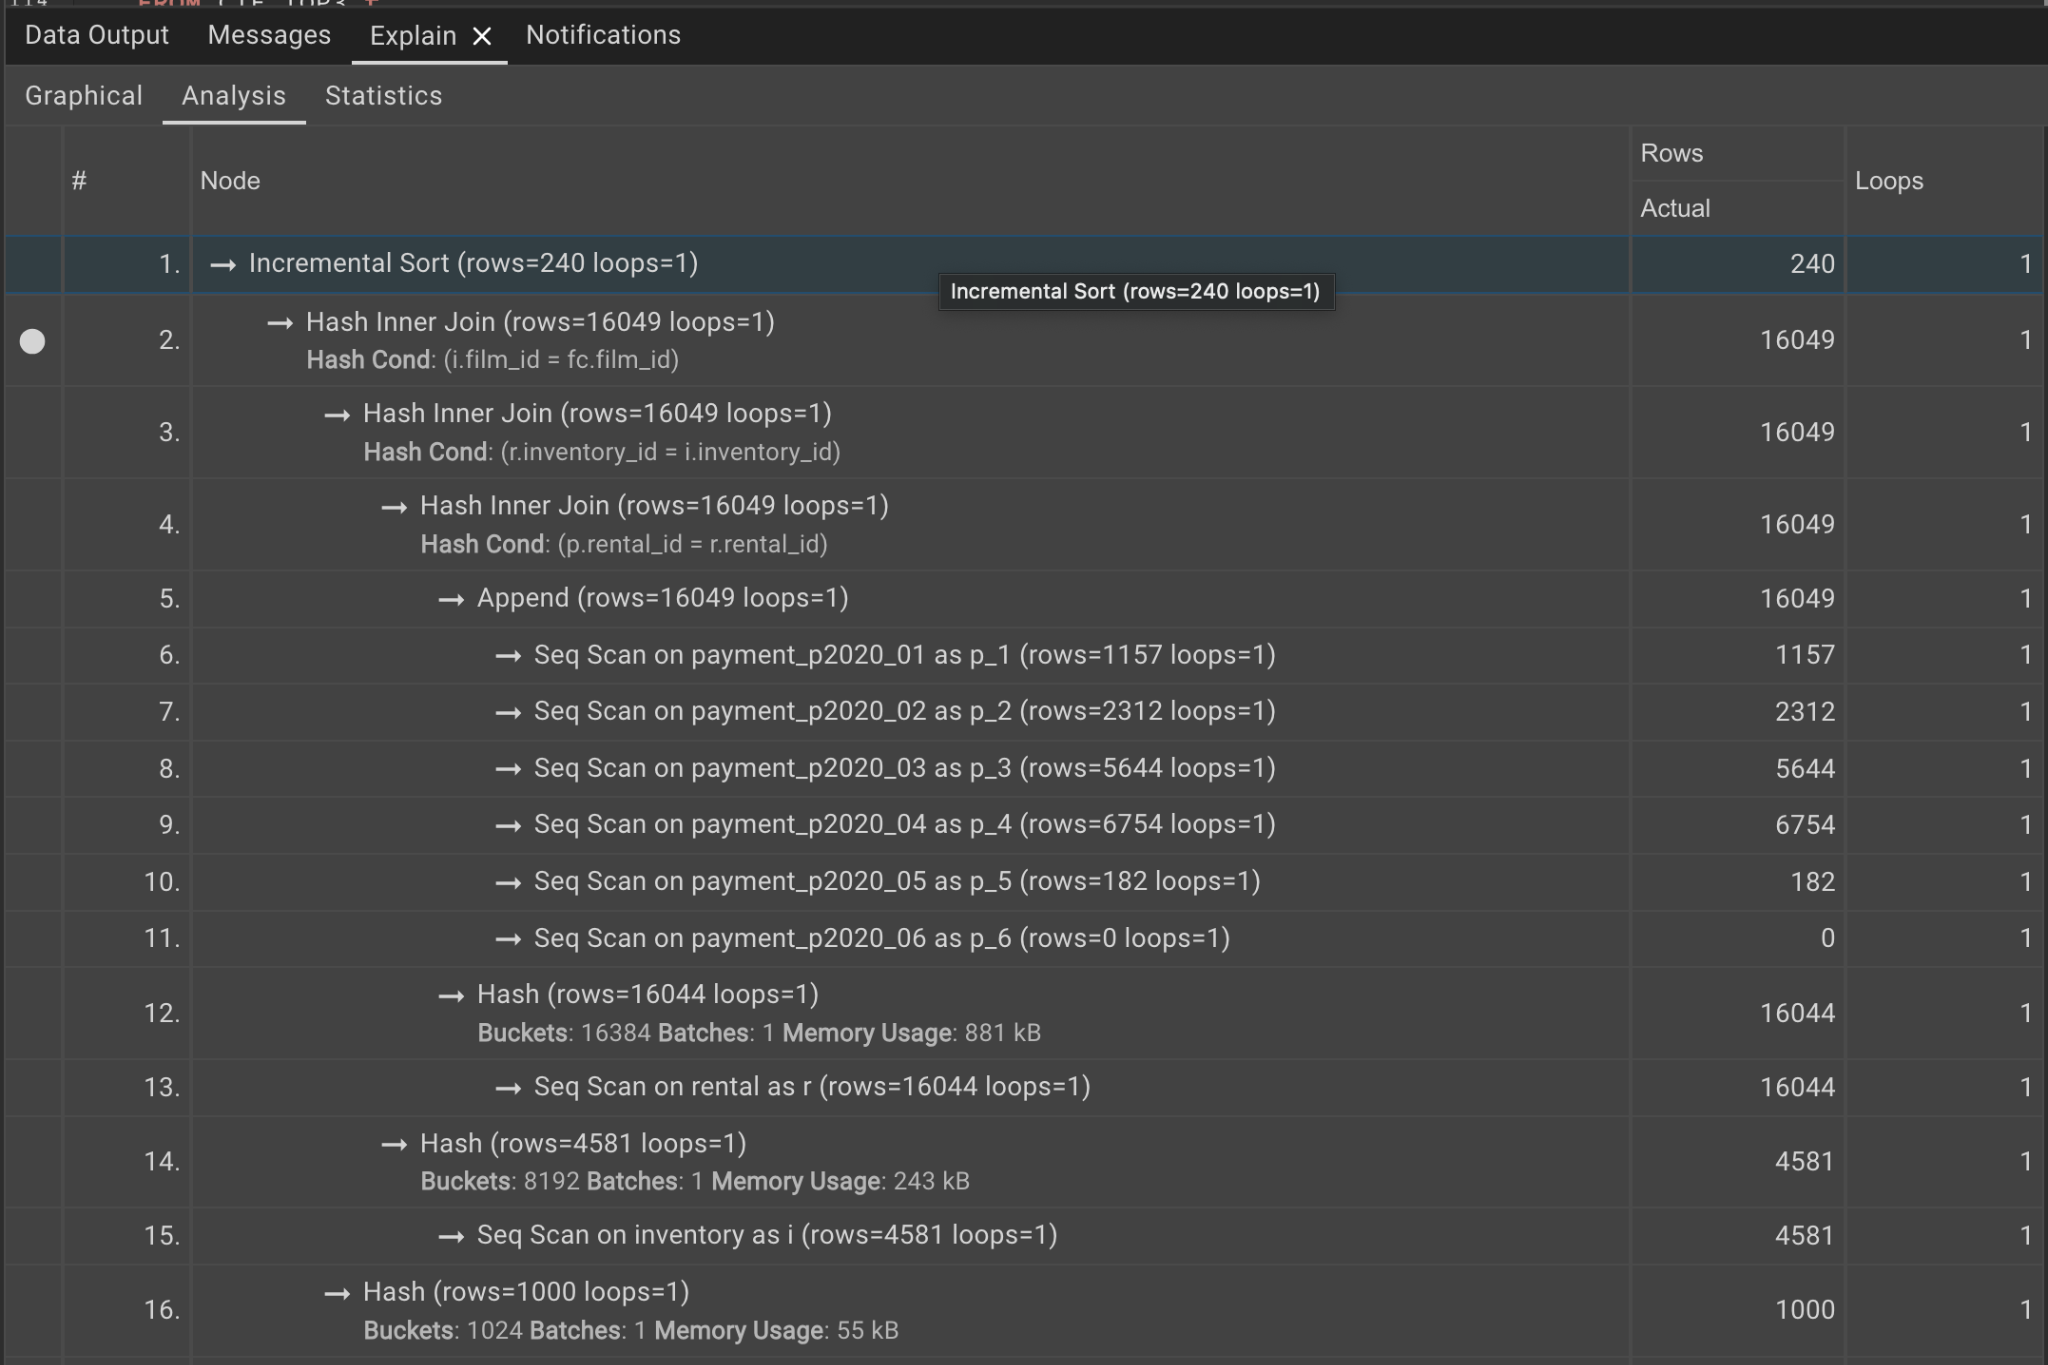 Data Output Messages Explain × Notifications
Graphical Analysis Statistics
# Node Rows Loops
Actual
1. → Incremental Sort (rows=240 loops=1) 240 1
Incremental Sort (rows=240 loops=1)
2. → Hash Inner Join (rows=16049 loops=1) 16049 1
Hash Cond: (i.film_id = fc.film_id)
3. → Hash Inner Join (rows=16049 loops=1) 16049 1
Hash Cond: (r.inventory_id = i.inventory_id)
4. → Hash Inner Join (rows=16049 loops=1) 16049 1
Hash Cond: (p.rental_id = r.rental_id)
5. → Append (rows=16049 loops=1) 16049 1
6. → Seq Scan on payment_p2020_01 as p_1 (rows=1157 loops=1) 1157 1
7. → Seq Scan on payment_p2020_02 as p_2 (rows=2312 loops=1) 2312 1
8. → Seq Scan on payment_p2020_03 as p_3 (rows=5644 loops=1) 5644 1
9. → Seq Scan on payment_p2020_04 as p_4 (rows=6754 loops=1) 6754 1
10. → Seq Scan on payment_p2020_05 as p_5 (rows=182 loops=1) 182 1
11. → Seq Scan on payment_p2020_06 as p_6 (rows=0 loops=1) 0 1
12. → Hash (rows=16044 loops=1) 16044 1
Buckets: 16384 Batches: 1 Memory Usage: 881 kB
13. → Seq Scan on rental as r (rows=16044 loops=1) 16044 1
14. → Hash (rows=4581 loops=1) 4581 1
Buckets: 8192 Batches: 1 Memory Usage: 243 kB
15. → Seq Scan on inventory as i (rows=4581 loops=1) 4581 1
16. → Hash (rows=1000 loops=1) 1000 1
Buckets: 1024 Batches: 1 Memory Usage: 55 kB